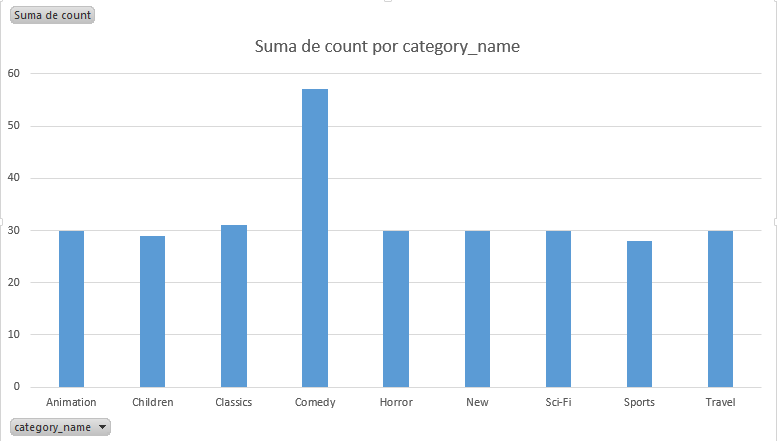 Suma de count
Suma de count por category_name
60
50
40
30
20
10
0
Animation Children Classics Comedy Horror New Sci-Fi Sports Travel
category_name